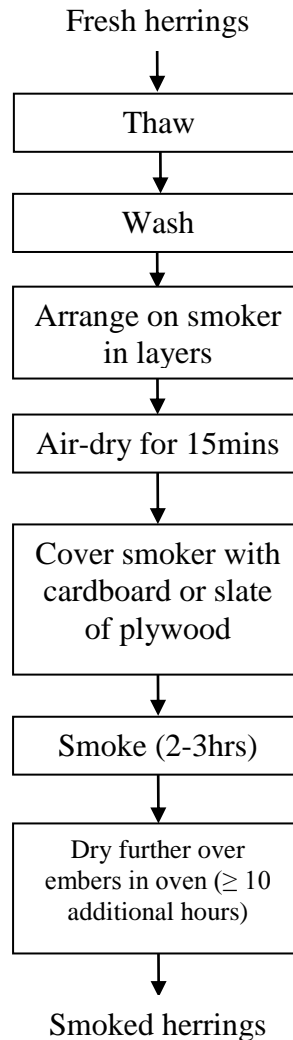 Fresh herrings
Thaw
Wash
Arrange on smoker
in layers
Air-dry for 15mins
Cover smoker with
cardboard or slate
of plywood
Smoke (2-3hrs)
Dry further over
embers in oven (≥ 10
additional hours)
Smoked herrings